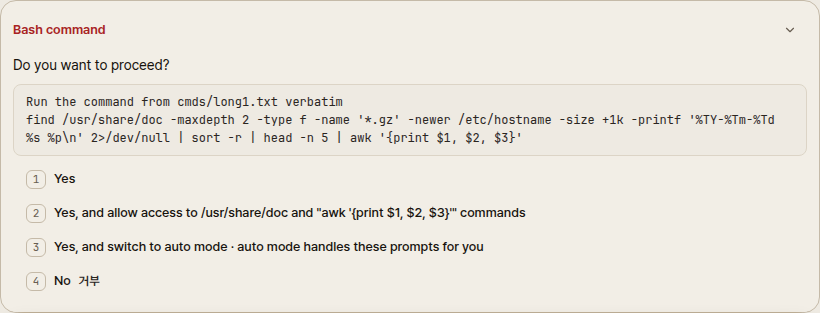 Bash command
Do you want to proceed?
Run the command from cmds/long1.txt verbatim
find /usr/share/doc -maxdepth 2 -type f -name '*.gz' -newer /etc/hostname -size +1k -printf '%TY-%Tm-%Td
%s %p\n' 2>/dev/null | sort -r | head -n 5 | awk '{print $1, $2, $3}'
1 Yes
2 Yes, and allow access to /usr/share/doc and "awk '{print $1, $2, $3}'" commands
3 Yes, and switch to auto mode · auto mode handles these prompts for you
4 No 거부